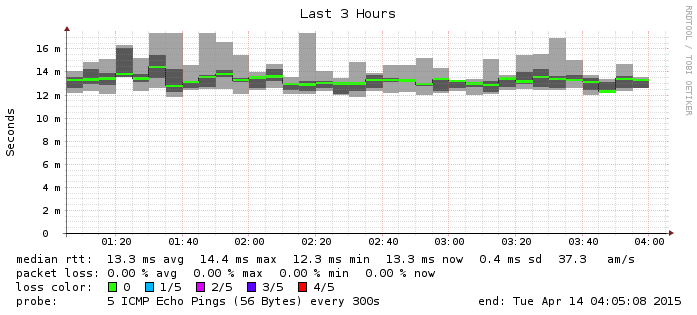 Last 3 Hours
RRDTOOL / TOBI OETIKER
Seconds
16 m
14 m
12 m
10 m
8 m
6 m
4 m
2 m
0
01:20 01:40 02:00 02:20 02:40 03:00 03:20 03:40 04:00
median rtt: 13.3 ms avg 14.4 ms max 12.3 ms min 13.3 ms now 0.4 ms sd 37.3 am/s
packet loss: 0.00 % avg 0.00 % max 0.00 % min 0.00 % now
loss color: 0 1/5 2/5 3/5 4/5
probe: 5 ICMP Echo Pings (56 Bytes) every 300s end: Tue Apr 14 04:05:08 2015